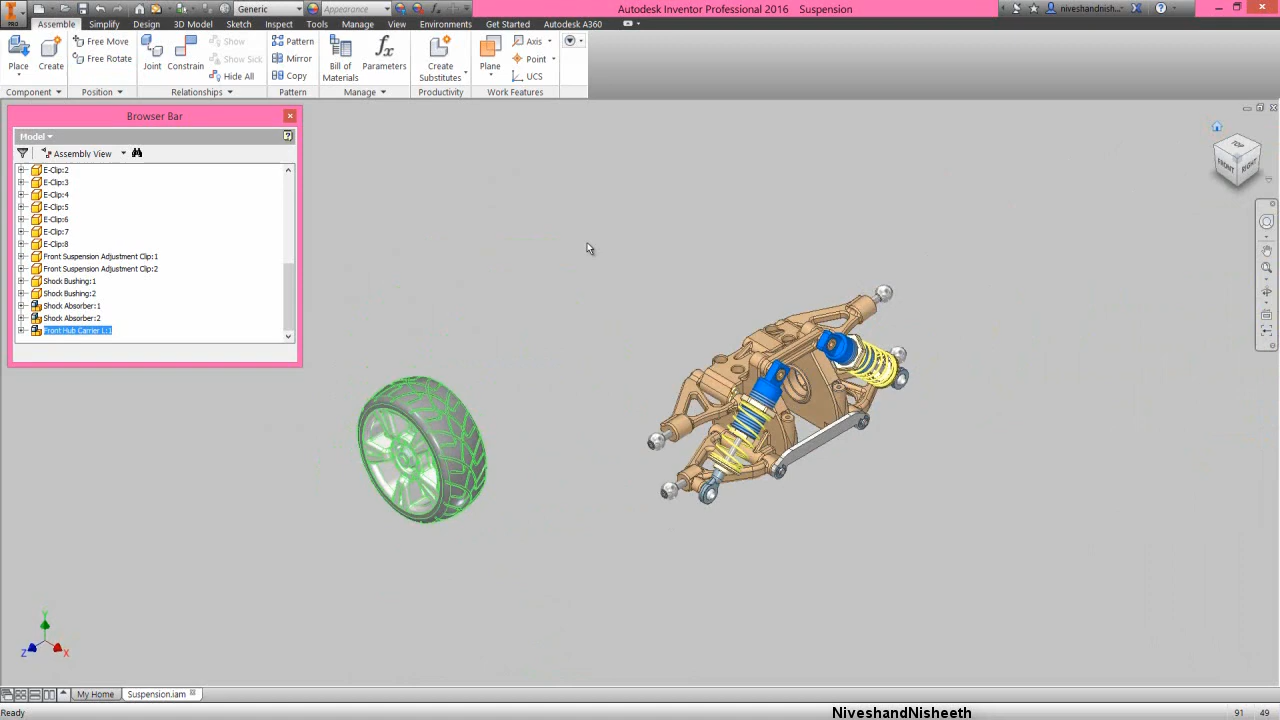 Autodesk Inventor Professional 2016 Suspension
PRO
Generic
Appearance
niveshandnish...
Assemble Simplify Design 3D Model Sketch Inspect Tools Manage View Environments Get Started Autodesk A360
Place
Create
Free Move
Free Rotate
Joint
Constrain
Show
Show Sick
Hide All
Pattern
Mirror
Copy
Bill of Materials
Parameters
Create Substitutes
Plane
Axis
Point
UCS
Component Position Relationships Pattern Manage Productivity Work Features
Browser Bar
Model
Assembly View
E-Clip:2
E-Clip:3
E-Clip:4
E-Clip:5
E-Clip:6
E-Clip:7
E-Clip:8
Front Suspension Adjustment Clip:1
Front Suspension Adjustment Clip:2
Shock Bushing:1
Shock Bushing:2
Shock Absorber:1
Shock Absorber:2
Front Hub Carrier L:1
TOP
FRONT
RIGHT
Y
Z
X
My Home Suspension.iam
Ready
NiveshandNisheeth
91 49